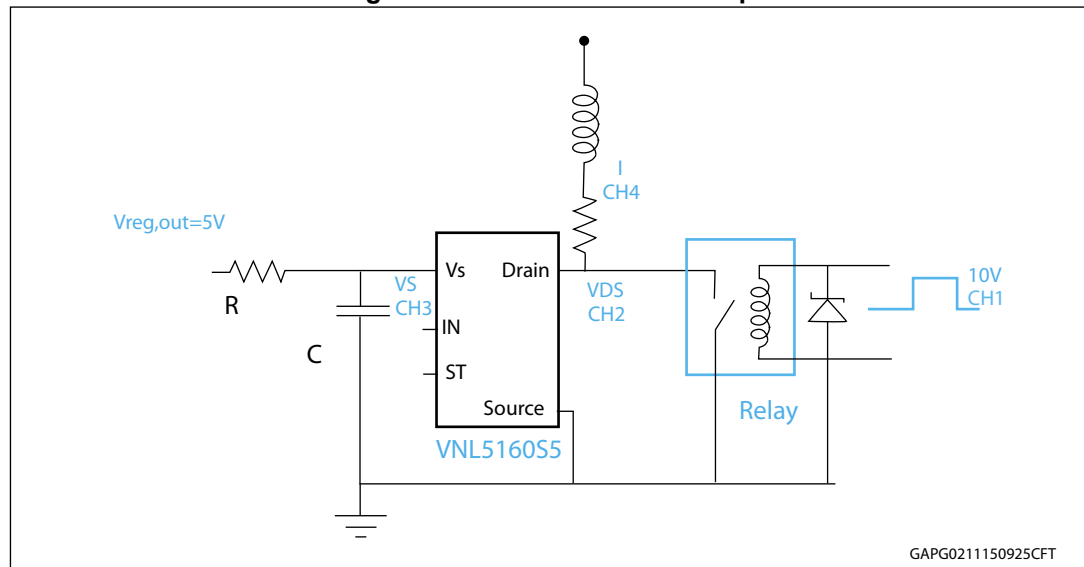 I
CH4
Vreg,out=5V
R
C
VS
CH3
Vs
Drain
IN
ST
Source
VNL5160S5
VDS
CH2
Relay
10V
CH1
GAPG0211150925CFT